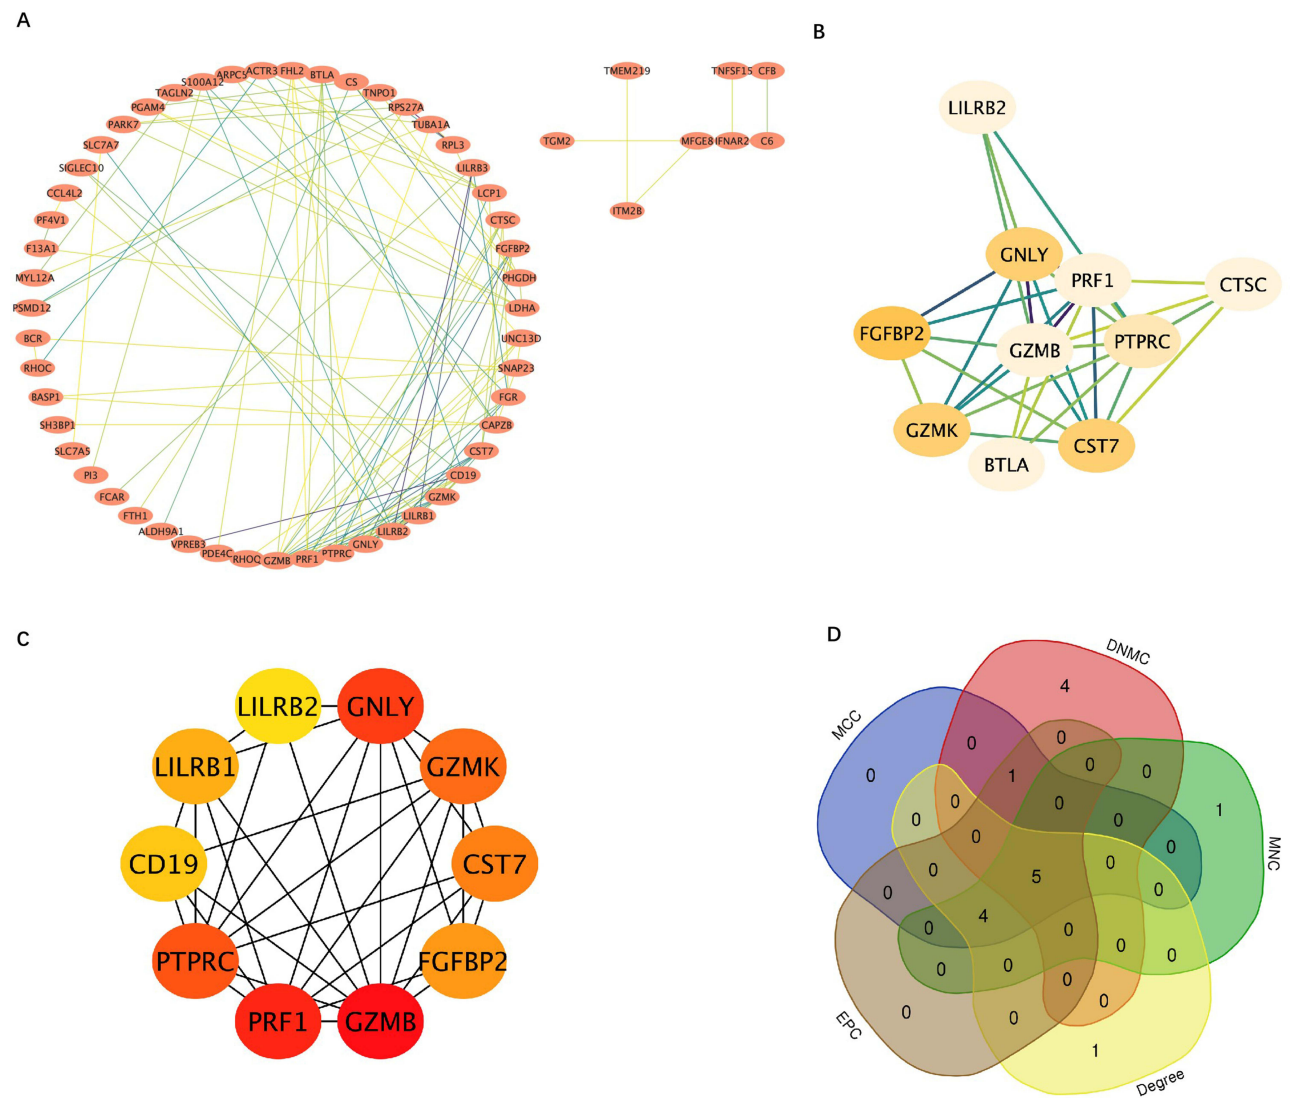 A
ACTR3
FHL2
BTLA
CS
TNPO1
RPS27A
TUBA1A
RPL3
LILRB3
LCP1
CTSC
FGFBP2
PHGDH
LDHA
UNC13D
SNAP23
FGR
CAPZB
CST7
CD19
GZMK
LILRB1
LILRB2
GNLY
PTPRC
PRF1
GZMB
RHOQ
PDE4C
VPREB3
ALDH9A1
FTH1
FCAR
PI3
SLC7A5
SH3BP1
BASP1
RHOC
BCR
PSMD12
MYL12A
F13A1
PF4V1
CCL4L2
SIGLEC10
SLC7A7
PARK7
PGAM4
TAGLN2
S100A12
ARPC5
TMEM219
TNFSF15
CFB
TGM2
MFGE8
IFNAR2
C6
ITM2B
B
LILRB2
GNLY
PRF1
CTSC
FGFBP2
GZMB
PTPRC
GZMK
BTLA
CST7
C
LILRB2
GNLY
LILRB1
GZMK
CD19
CST7
PTPRC
FGFBP2
PRF1
GZMB
D
DNMC
MCC
MNC
EPC
Degree
4
0
0
0
1
0
0
0
0
0
1
0
0
0
0
0
0
0
5
0
0
4
0
0
0
0
0
0
0
0
1